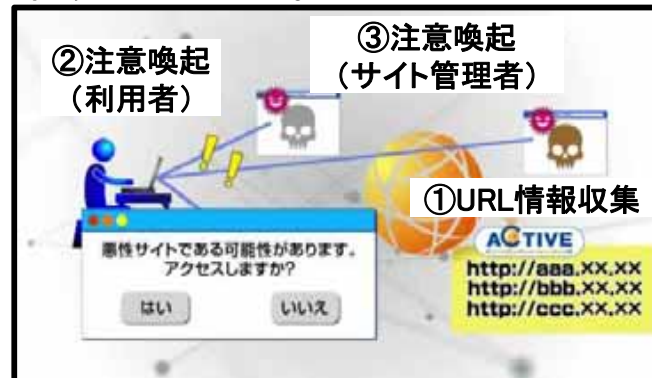 ②注意喚起
（利用者）
③注意喚起
（サイト管理者）
①URL情報収集
ACTIVE
http://aaa.XX.XX
http://bbb.XX.XX
http://ccc.XX.XX
悪性サイトである可能性があります。
アクセスしますか?
はい
いいえ